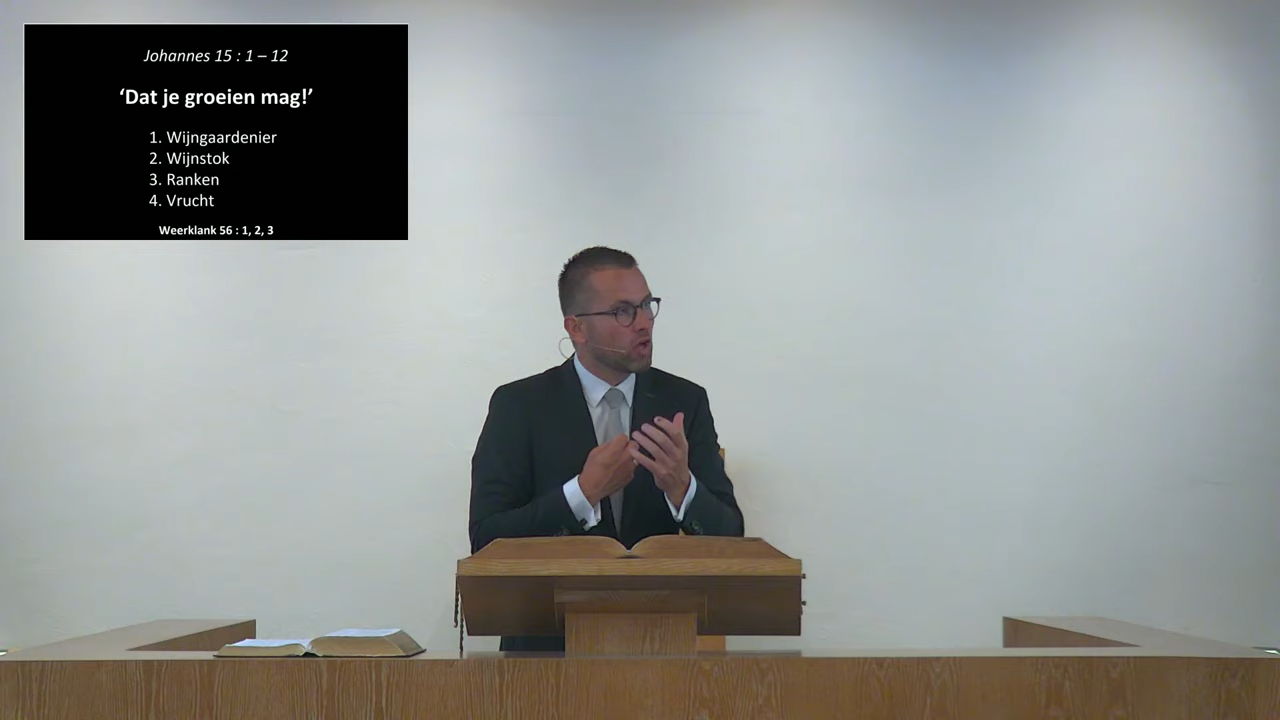 Johannes 15 : 1 – 12
‘Dat je groeien mag!’
1. Wijngaardenier
2. Wijnstok
3. Ranken
4. Vrucht
Weerklank 56 : 1, 2, 3